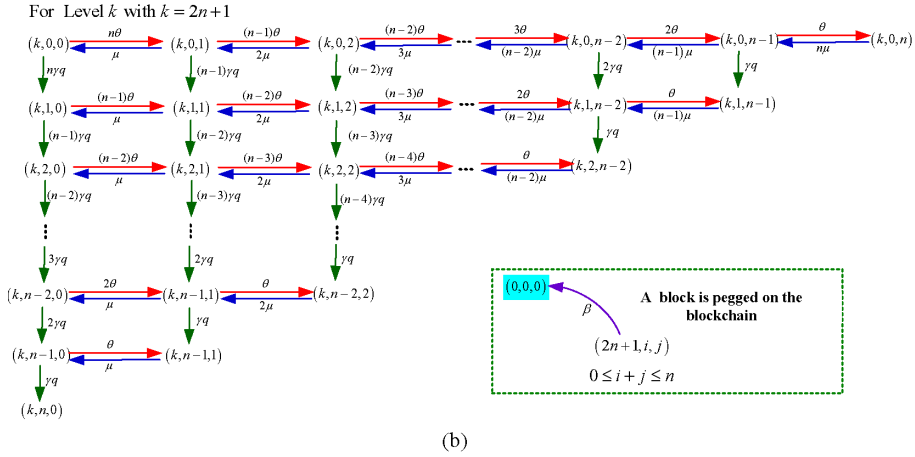 For Level k with k = 2n+1
nθ (n−1)θ (n−2)θ 3θ 2θ θ
(k,0,0) (k,0,1) (k,0,2) ... (k,0,n−2) (k,0,n−1) (k,0,n)
μ 2μ 3μ (n−2)μ (n−1)μ nμ
nγq (n−1)γq (n−2)γq 2γq γq
(n−1)θ (n−2)θ (n−3)θ 2θ θ
(k,1,0) (k,1,1) (k,1,2) ... (k,1,n−2) (k,1,n−1)
μ 2μ 3μ (n−2)μ (n−1)μ
(n−1)γq (n−2)γq (n−3)γq γq
(n−2)θ (n−3)θ (n−4)θ θ
(k,2,0) (k,2,1) (k,2,2) ... (k,2,n−2)
μ 2μ 3μ (n−2)μ
(n−2)γq (n−3)γq (n−4)γq
⋮ ⋮ ⋮
3γq 2γq γq
2θ θ
(k,n−2,0) (k,n−1,1) (k,n−2,2)
μ 2μ
2γq γq
θ
(k,n−1,0) (k,n−1,1)
μ
γq
(k,n,0)
(0,0,0)
A block is pegged on the
blockchain
β
(2n+1,i,j)
0 ≤ i + j ≤ n
(b)